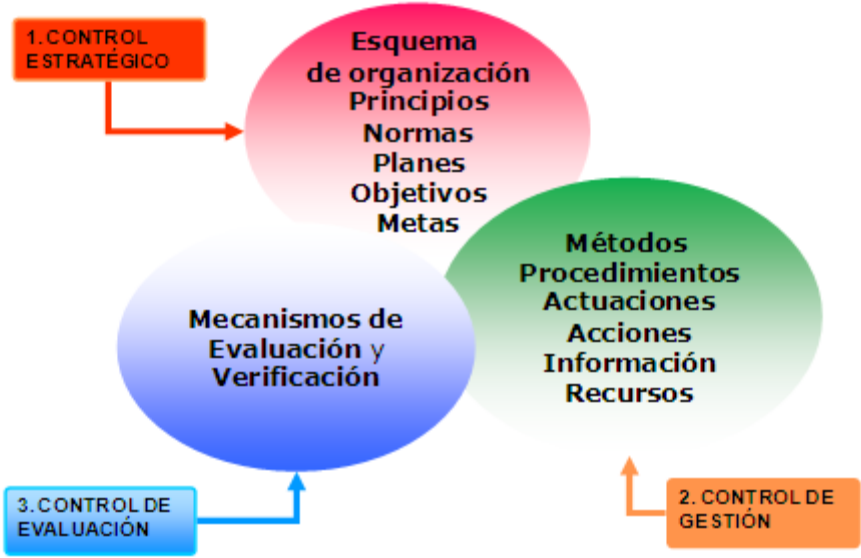 1. CONTROL
ESTRATÉGICO
Esquema
de organización
Principios
Normas
Planes
Objetivos
Metas
Métodos
Procedimientos
Actuaciones
Acciones
Información
Recursos
Mecanismos de
Evaluación y
Verificación
3. CONTROL DE
EVALUACIÓN
2. CONTROL DE
GESTIÓN